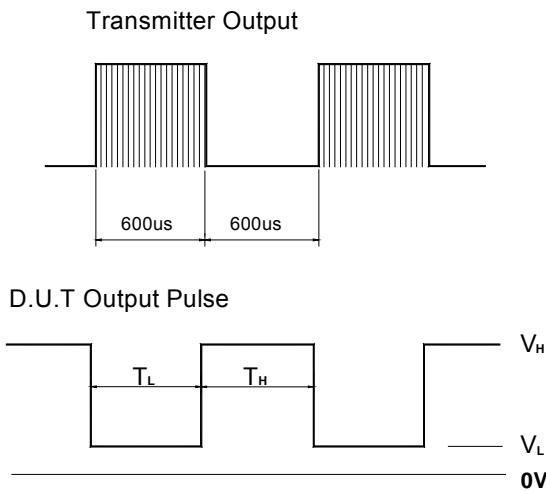 Transmitter Output
600us 600us
D.U.T Output Pulse
VH
TL TH
VL
0V